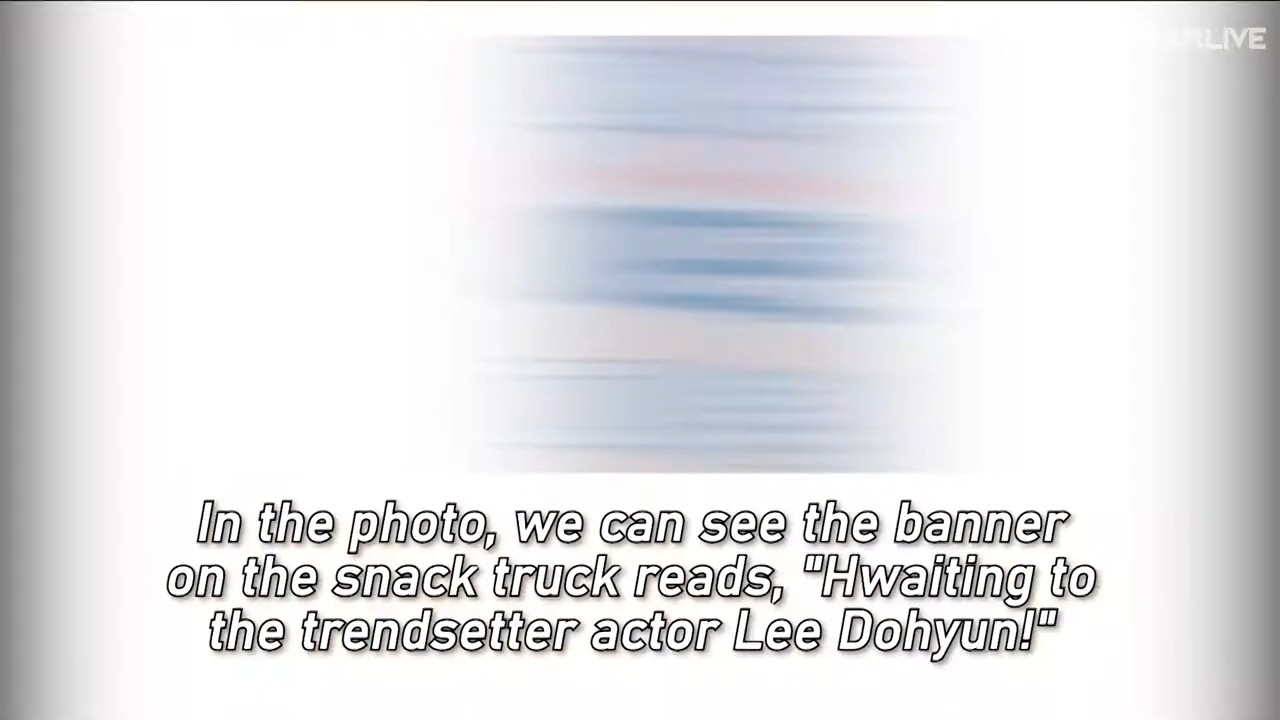 In the photo, we can see the banner
on the snack truck reads, "Hwaiting to
the trendsetter actor Lee Dohyun!"